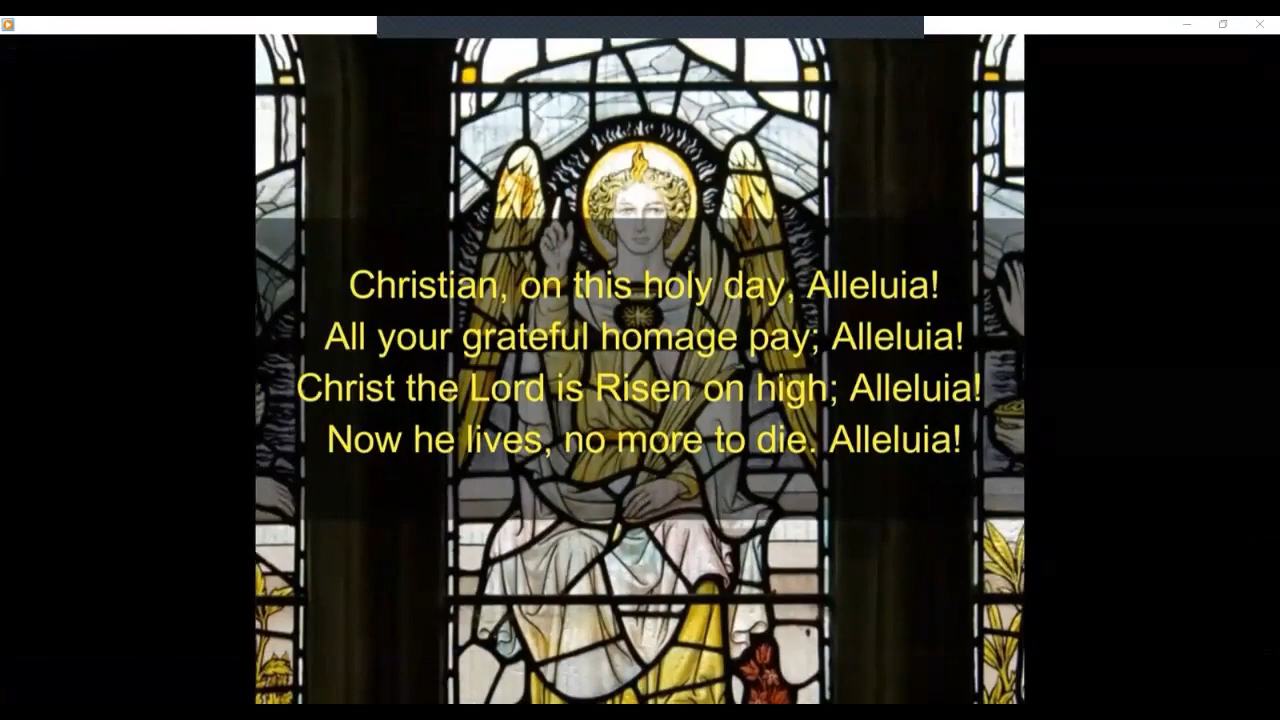 Christian, on this holy day, Alleluia!
All your grateful homage pay; Alleluia!
Christ the Lord is Risen on high; Alleluia!
Now he lives, no more to die. Alleluia!